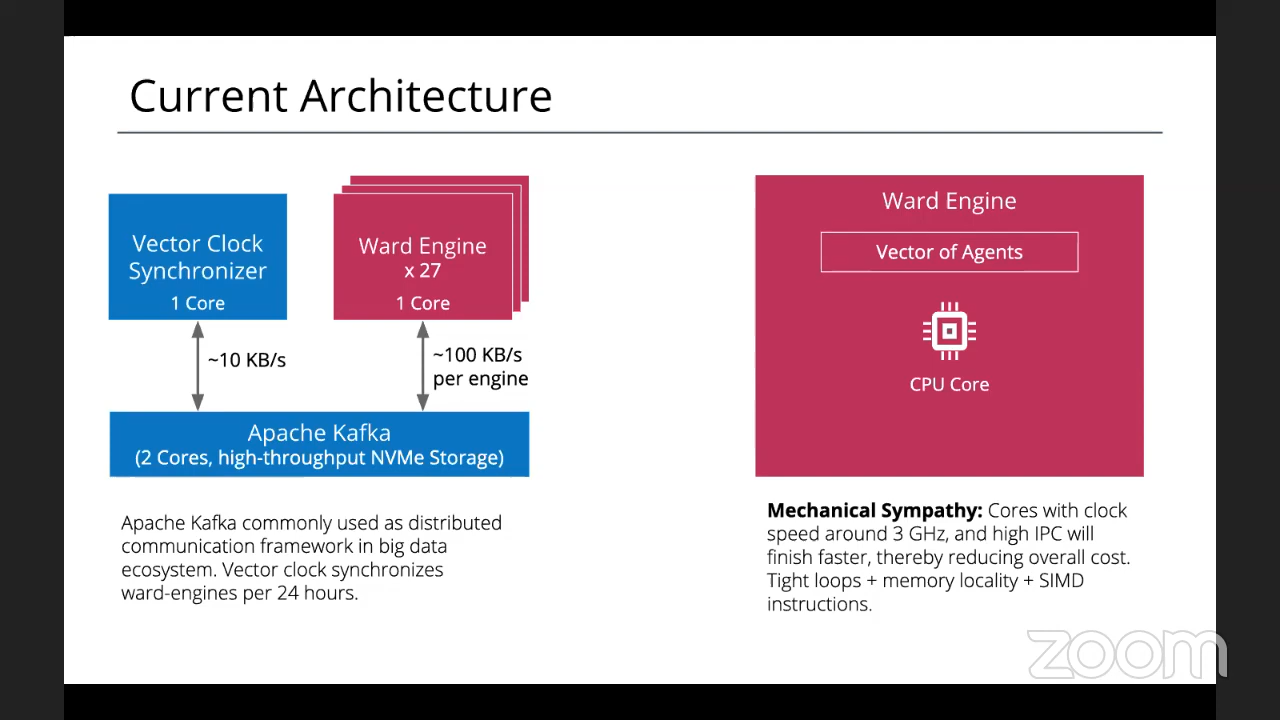 Current Architecture
Vector Clock
Synchronizer
1 Core
Ward Engine
x 27
1 Core
~10 KB/s
~100 KB/s
per engine
Apache Kafka
(2 Cores, high-throughput NVMe Storage)
Apache Kafka commonly used as distributed
communication framework in big data
ecosystem. Vector clock synchronizes
ward-engines per 24 hours.
Ward Engine
Vector of Agents
CPU Core
Mechanical Sympathy: Cores with clock
speed around 3 GHz, and high IPC will
finish faster, thereby reducing overall cost.
Tight loops + memory locality + SIMD
instructions.
zoom